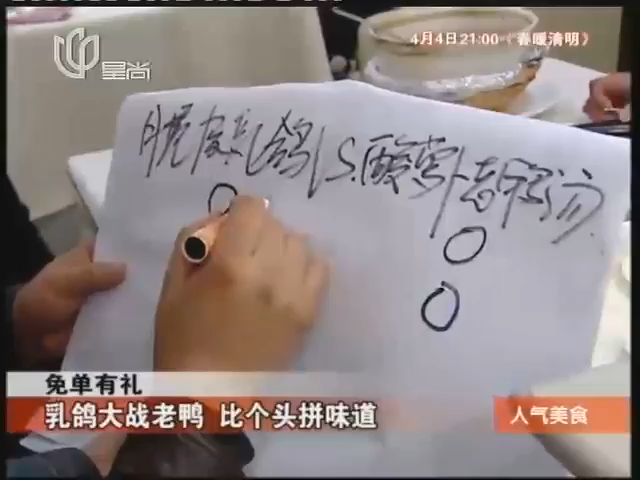 星尚
4月4日21:00《春暖清明》
脆皮乳鸽VS酸萝卜老鸭汤
免单有礼
乳鸽大战老鸭 比个头拼味道
人气美食